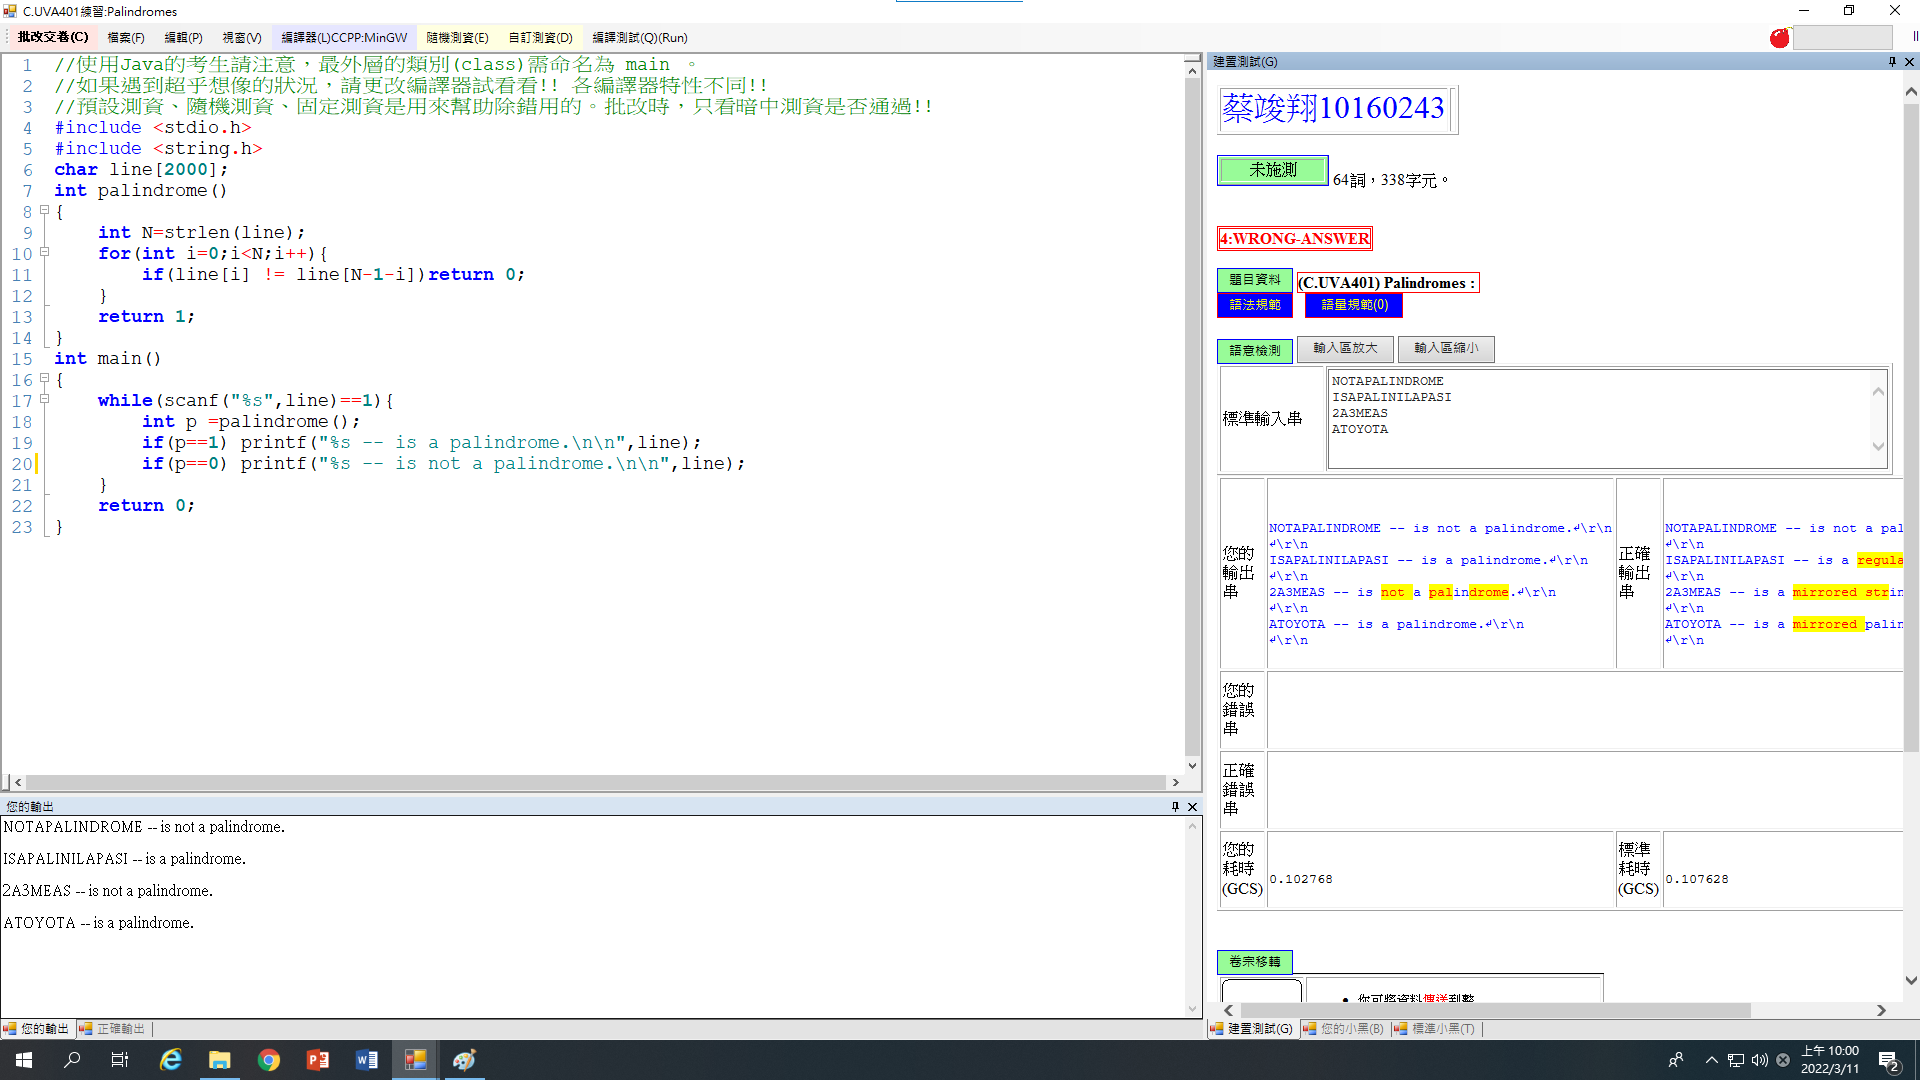 C.UVA401練習:Palindromes
批改交卷(C) 檔案(F) 編輯(P) 視窗(V) 編譯器(L)CCPP:MinGW 隨機測資(E) 自訂測資(D) 編譯測試(Q)(Run)
1 //使用Java的考生請注意，最外層的類別(class)需命名為 main 。
2 //如果遇到超乎想像的狀況，請更改編譯器試看看!! 各編譯器特性不同!!
3 //預設測資、隨機測資、固定測資是用來幫助除錯用的。批改時，只看暗中測資是否通過!!
4 #include <stdio.h>
5 #include <string.h>
6 char line[2000];
7 int palindrome()
8 {
9 int N=strlen(line);
10 for(int i=0;i<N;i++){
11 if(line[i] != line[N-1-i])return 0;
12 }
13 return 1;
14 }
15 int main()
16 {
17 while(scanf("%s",line)==1){
18 int p =palindrome();
19 if(p==1) printf("%s -- is a palindrome.\n\n",line);
20 if(p==0) printf("%s -- is not a palindrome.\n\n",line);
21 }
22 return 0;
23 }
您的輸出
NOTAPALINDROME -- is not a palindrome.
ISAPALINILAPASI -- is a palindrome.
2A3MEAS -- is not a palindrome.
ATOYOTA -- is a palindrome.
您的輸出 正確輸出
建置測試(G)
蔡竣翔10160243
未施測 64詞，338字元。
4:WRONG-ANSWER
題目資料 (C.UVA401) Palindromes :
語法規範 語量規範(0)
語意檢測 輸入區放大 輸入區縮小
標準輸入串
NOTAPALINDROME
ISAPALINILAPASI
2A3MEAS
ATOYOTA
您的輸出串
NOTAPALINDROME -- is not a palindrome.↲\r\n
↲\r\n
ISAPALINILAPASI -- is a palindrome.↲\r\n
↲\r\n
2A3MEAS -- is not a palindrome.↲\r\n
↲\r\n
ATOYOTA -- is a palindrome.↲\r\n
↲\r\n
正確輸出串
NOTAPALINDROME -- is not a pal
↲\r\n
ISAPALINILAPASI -- is a regula
↲\r\n
2A3MEAS -- is a mirrored strin
↲\r\n
ATOYOTA -- is a mirrored palin
↲\r\n
您的錯誤串
正確錯誤串
您的耗時(GCS) 0.102768 標準耗時(GCS) 0.107628
卷宗移轉
你可將資料傳送到整
建置測試(G) 您的小黑(B) 標準小黑(T)
上午 10:00
2022/3/11
2